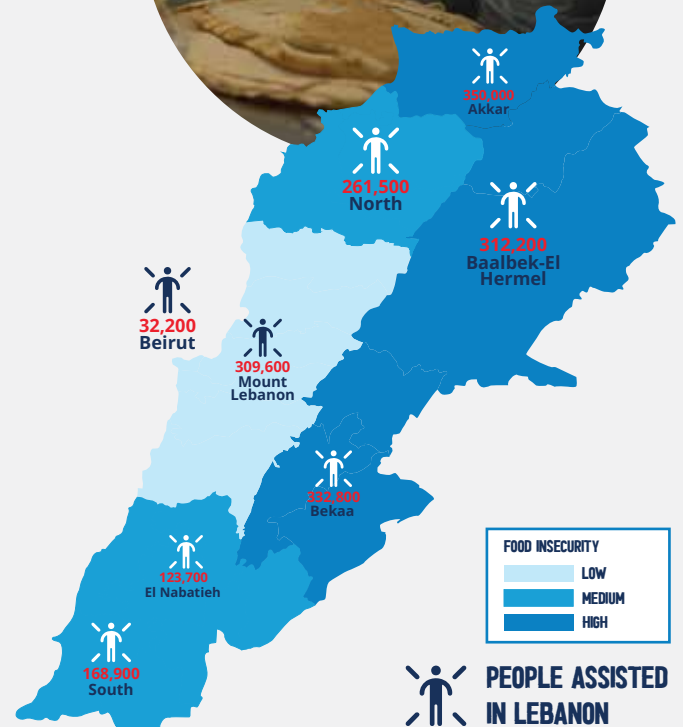 350,000
Akkar
261,500
North
312,200
Baalbek-El
Hermel
32,200
Beirut
309,600
Mount
Lebanon
332,800
Bekaa
123,700
El Nabatieh
168,900
South
FOOD INSECURITY
LOW
MEDIUM
HIGH
PEOPLE ASSISTED
IN LEBANON